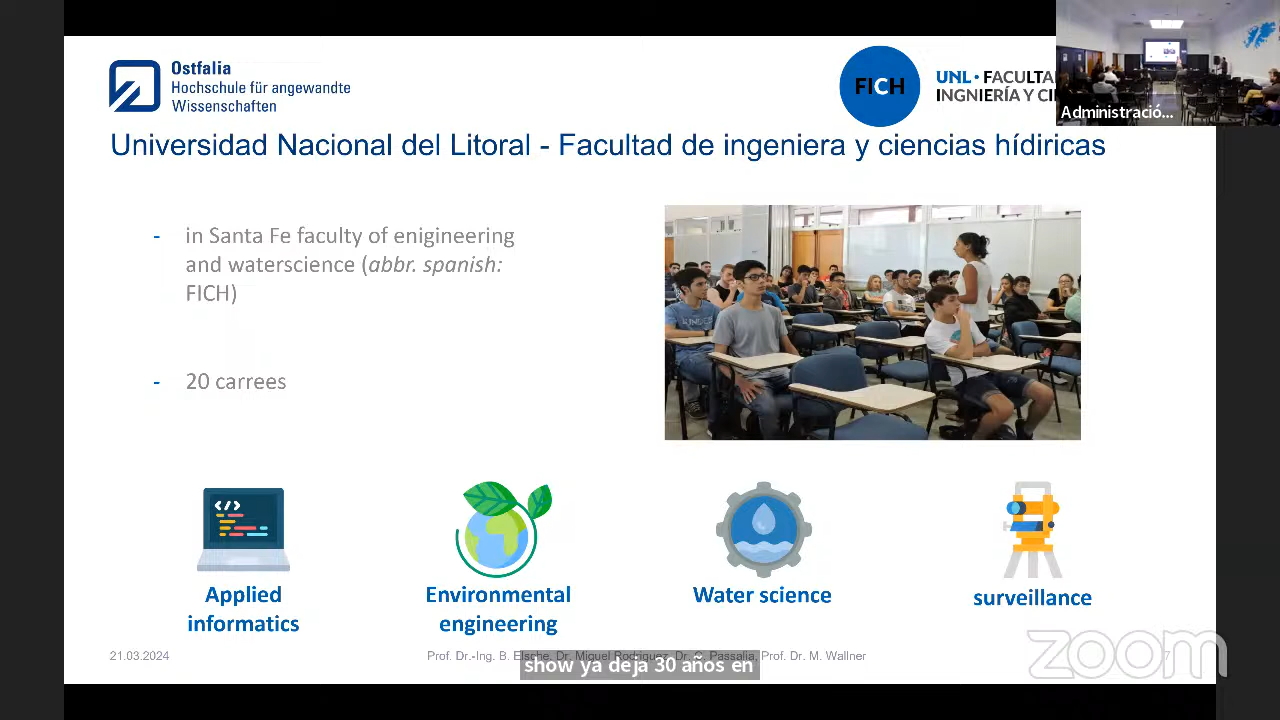 Ostfalia
Hochschule für angewandte
Wissenschaften
FICH
UNL · FACULTA
INGNIERÍA Y CI
Administració...
Universidad Nacional del Litoral - Facultad de ingeniera y ciencias hídiricas
- in Santa Fe faculty of enigineering
and waterscience (abbr. spanish:
FICH)
- 20 carrees
Applied
informatics
Environmental
engineering
Water science
surveillance
21.03.2024
Prof. Dr.-Ing. B. Elsche, Dr. Miguel Rodriguez, Dr. Passalia, Prof. Dr. M. Wallner
7
show ya deja 30 años en
zoom